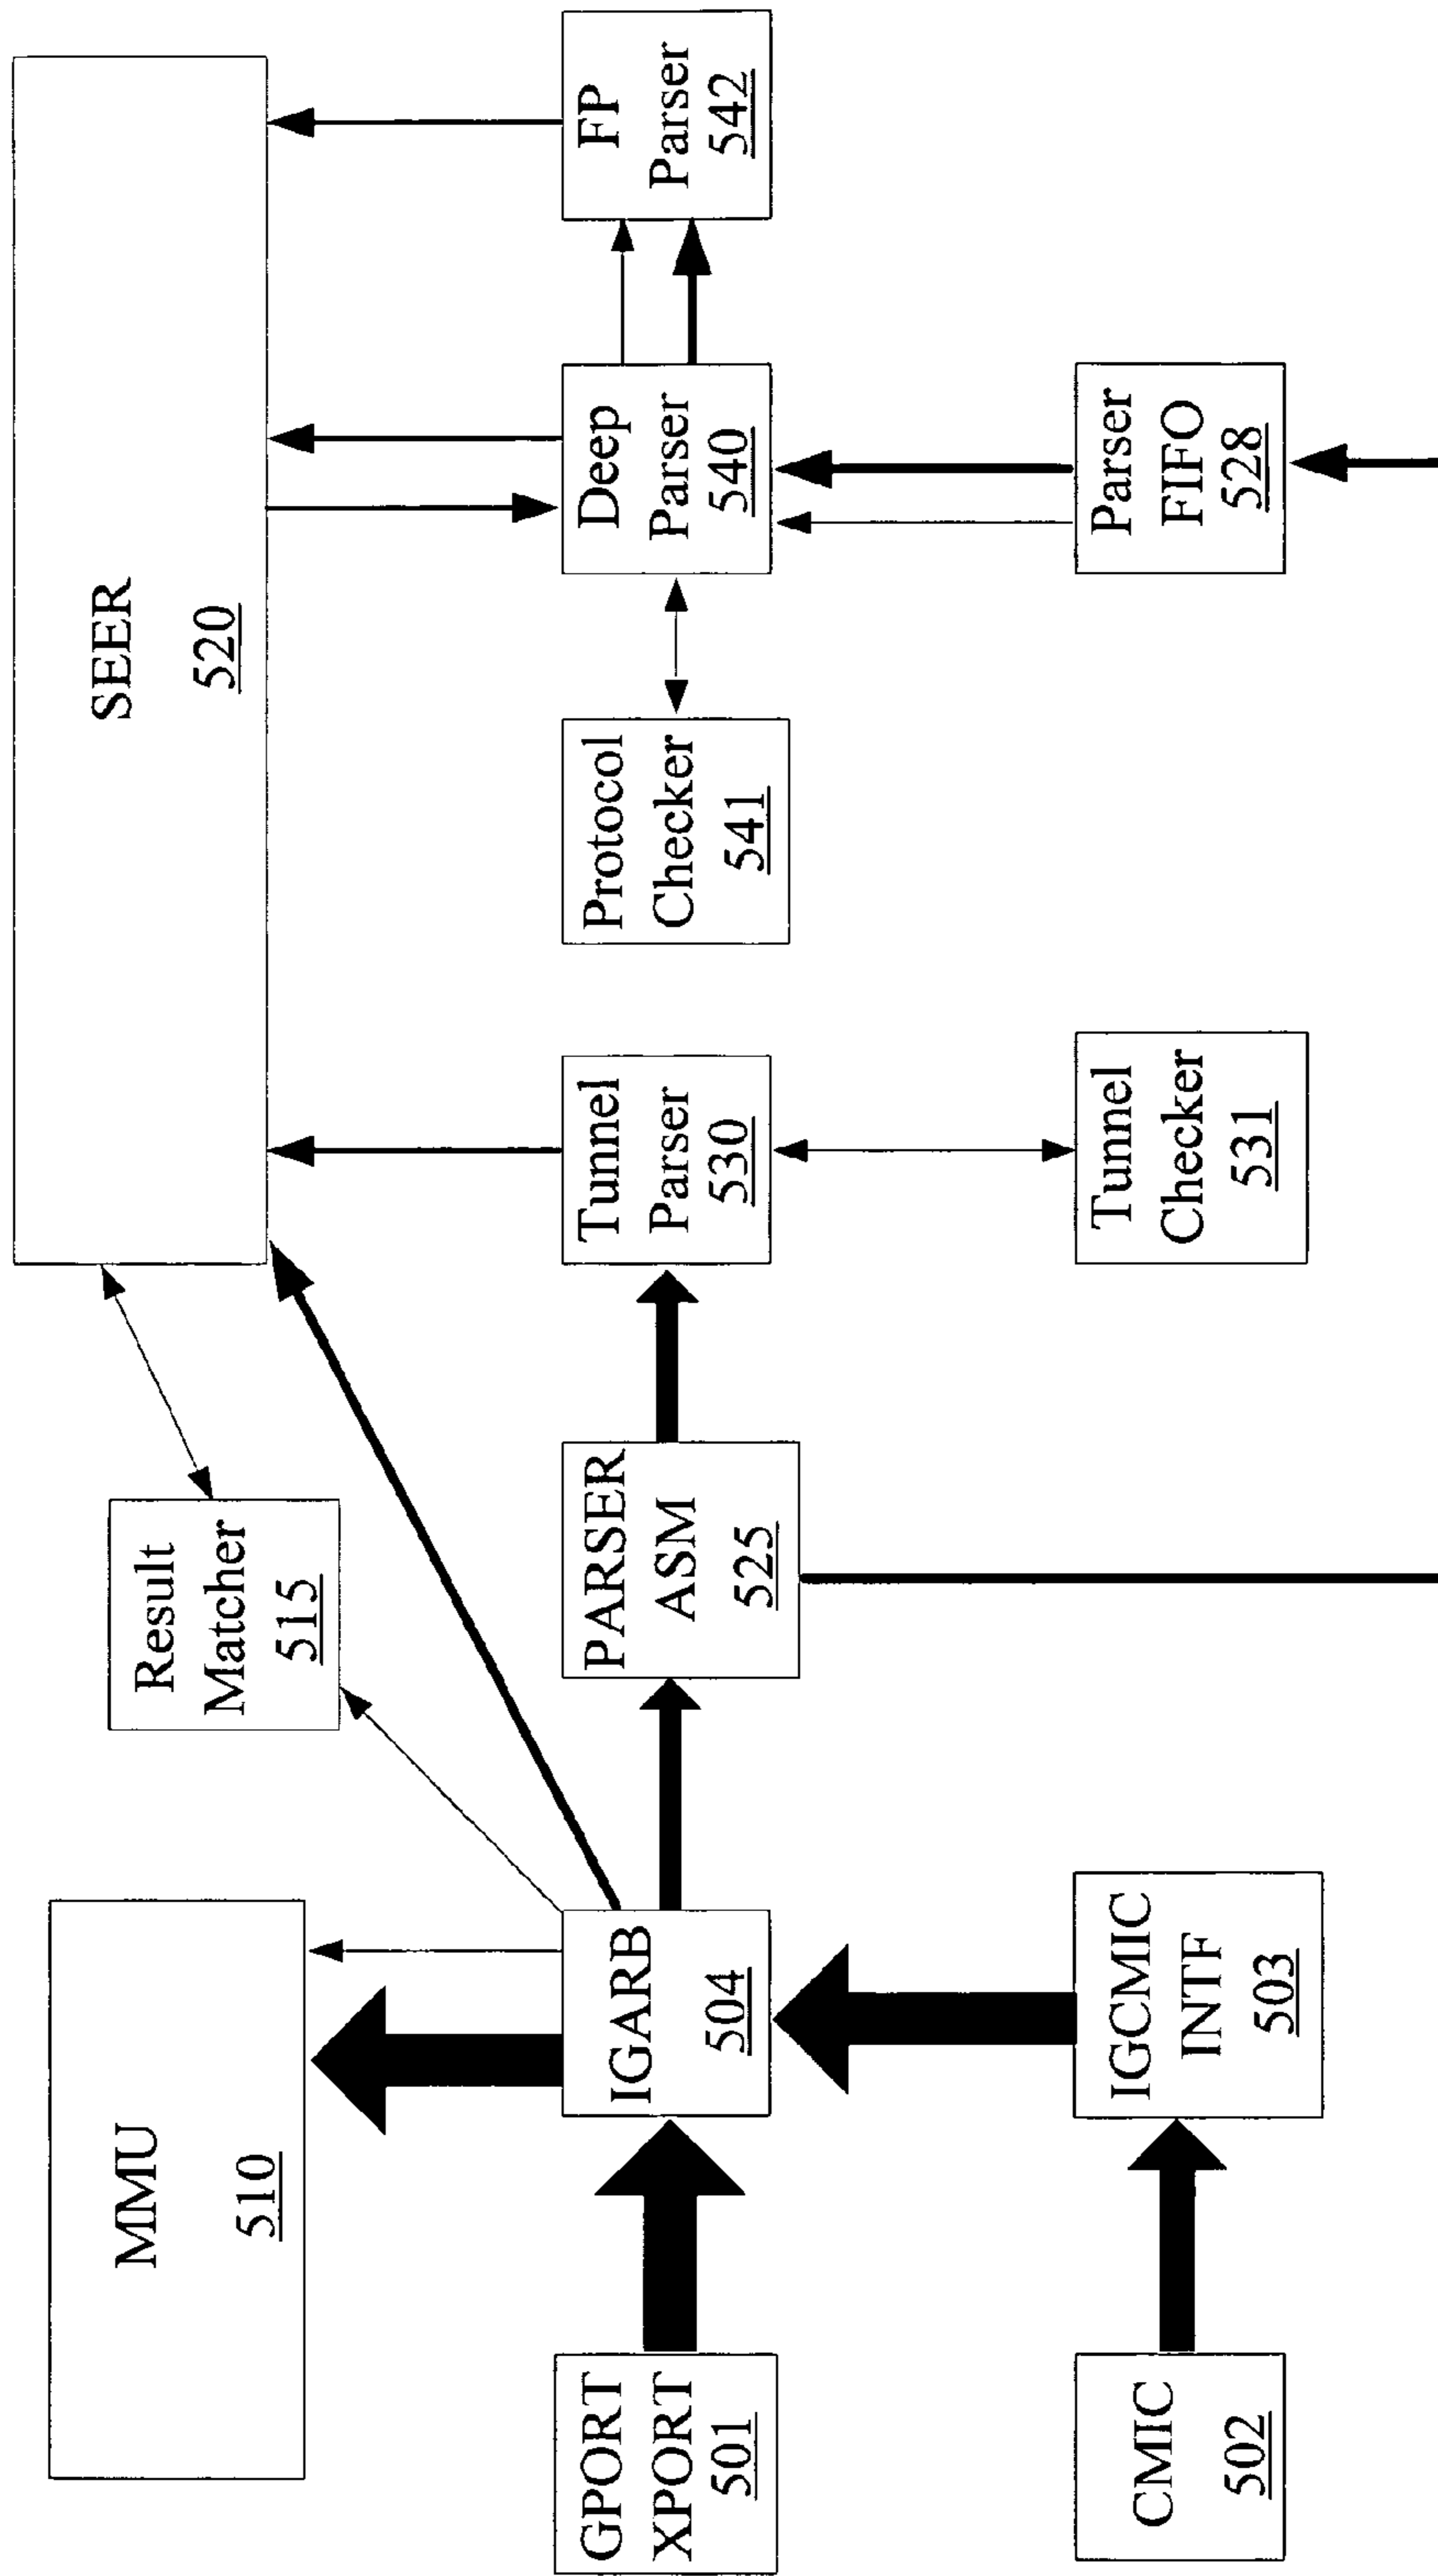 MMU
510
SEER
520
Result
Matcher
515
GPORT
XPORT
501
IGARB
504
PARSER
ASM
525
Tunnel
Parser
530
Protocol
Checker
541
Deep
Parser
540
FP
Parser
542
CMIC
502
IGCMIC
INTF
503
Tunnel
Checker
531
Parser
FIFO
528